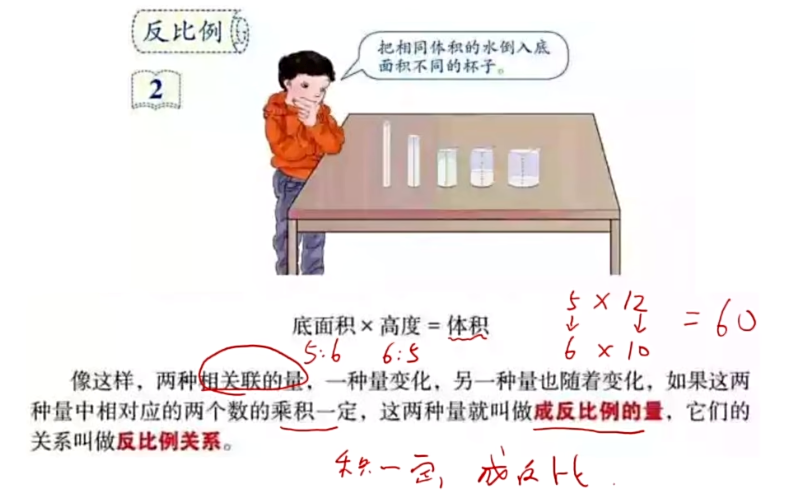 反比例
2
把相同体积的水倒入底
面积不同的杯子。
5 × 12
6 × 10
= 60
底面积×高度=体积
5:6 6:5
像这样，两种相关联的量，一种量变化，另一种量也随着变化，如果这两
种量中相对应的两个数的乘积一定，这两种量就叫做成反比例的量，它们的
关系叫做反比例关系。
积一定，成反比